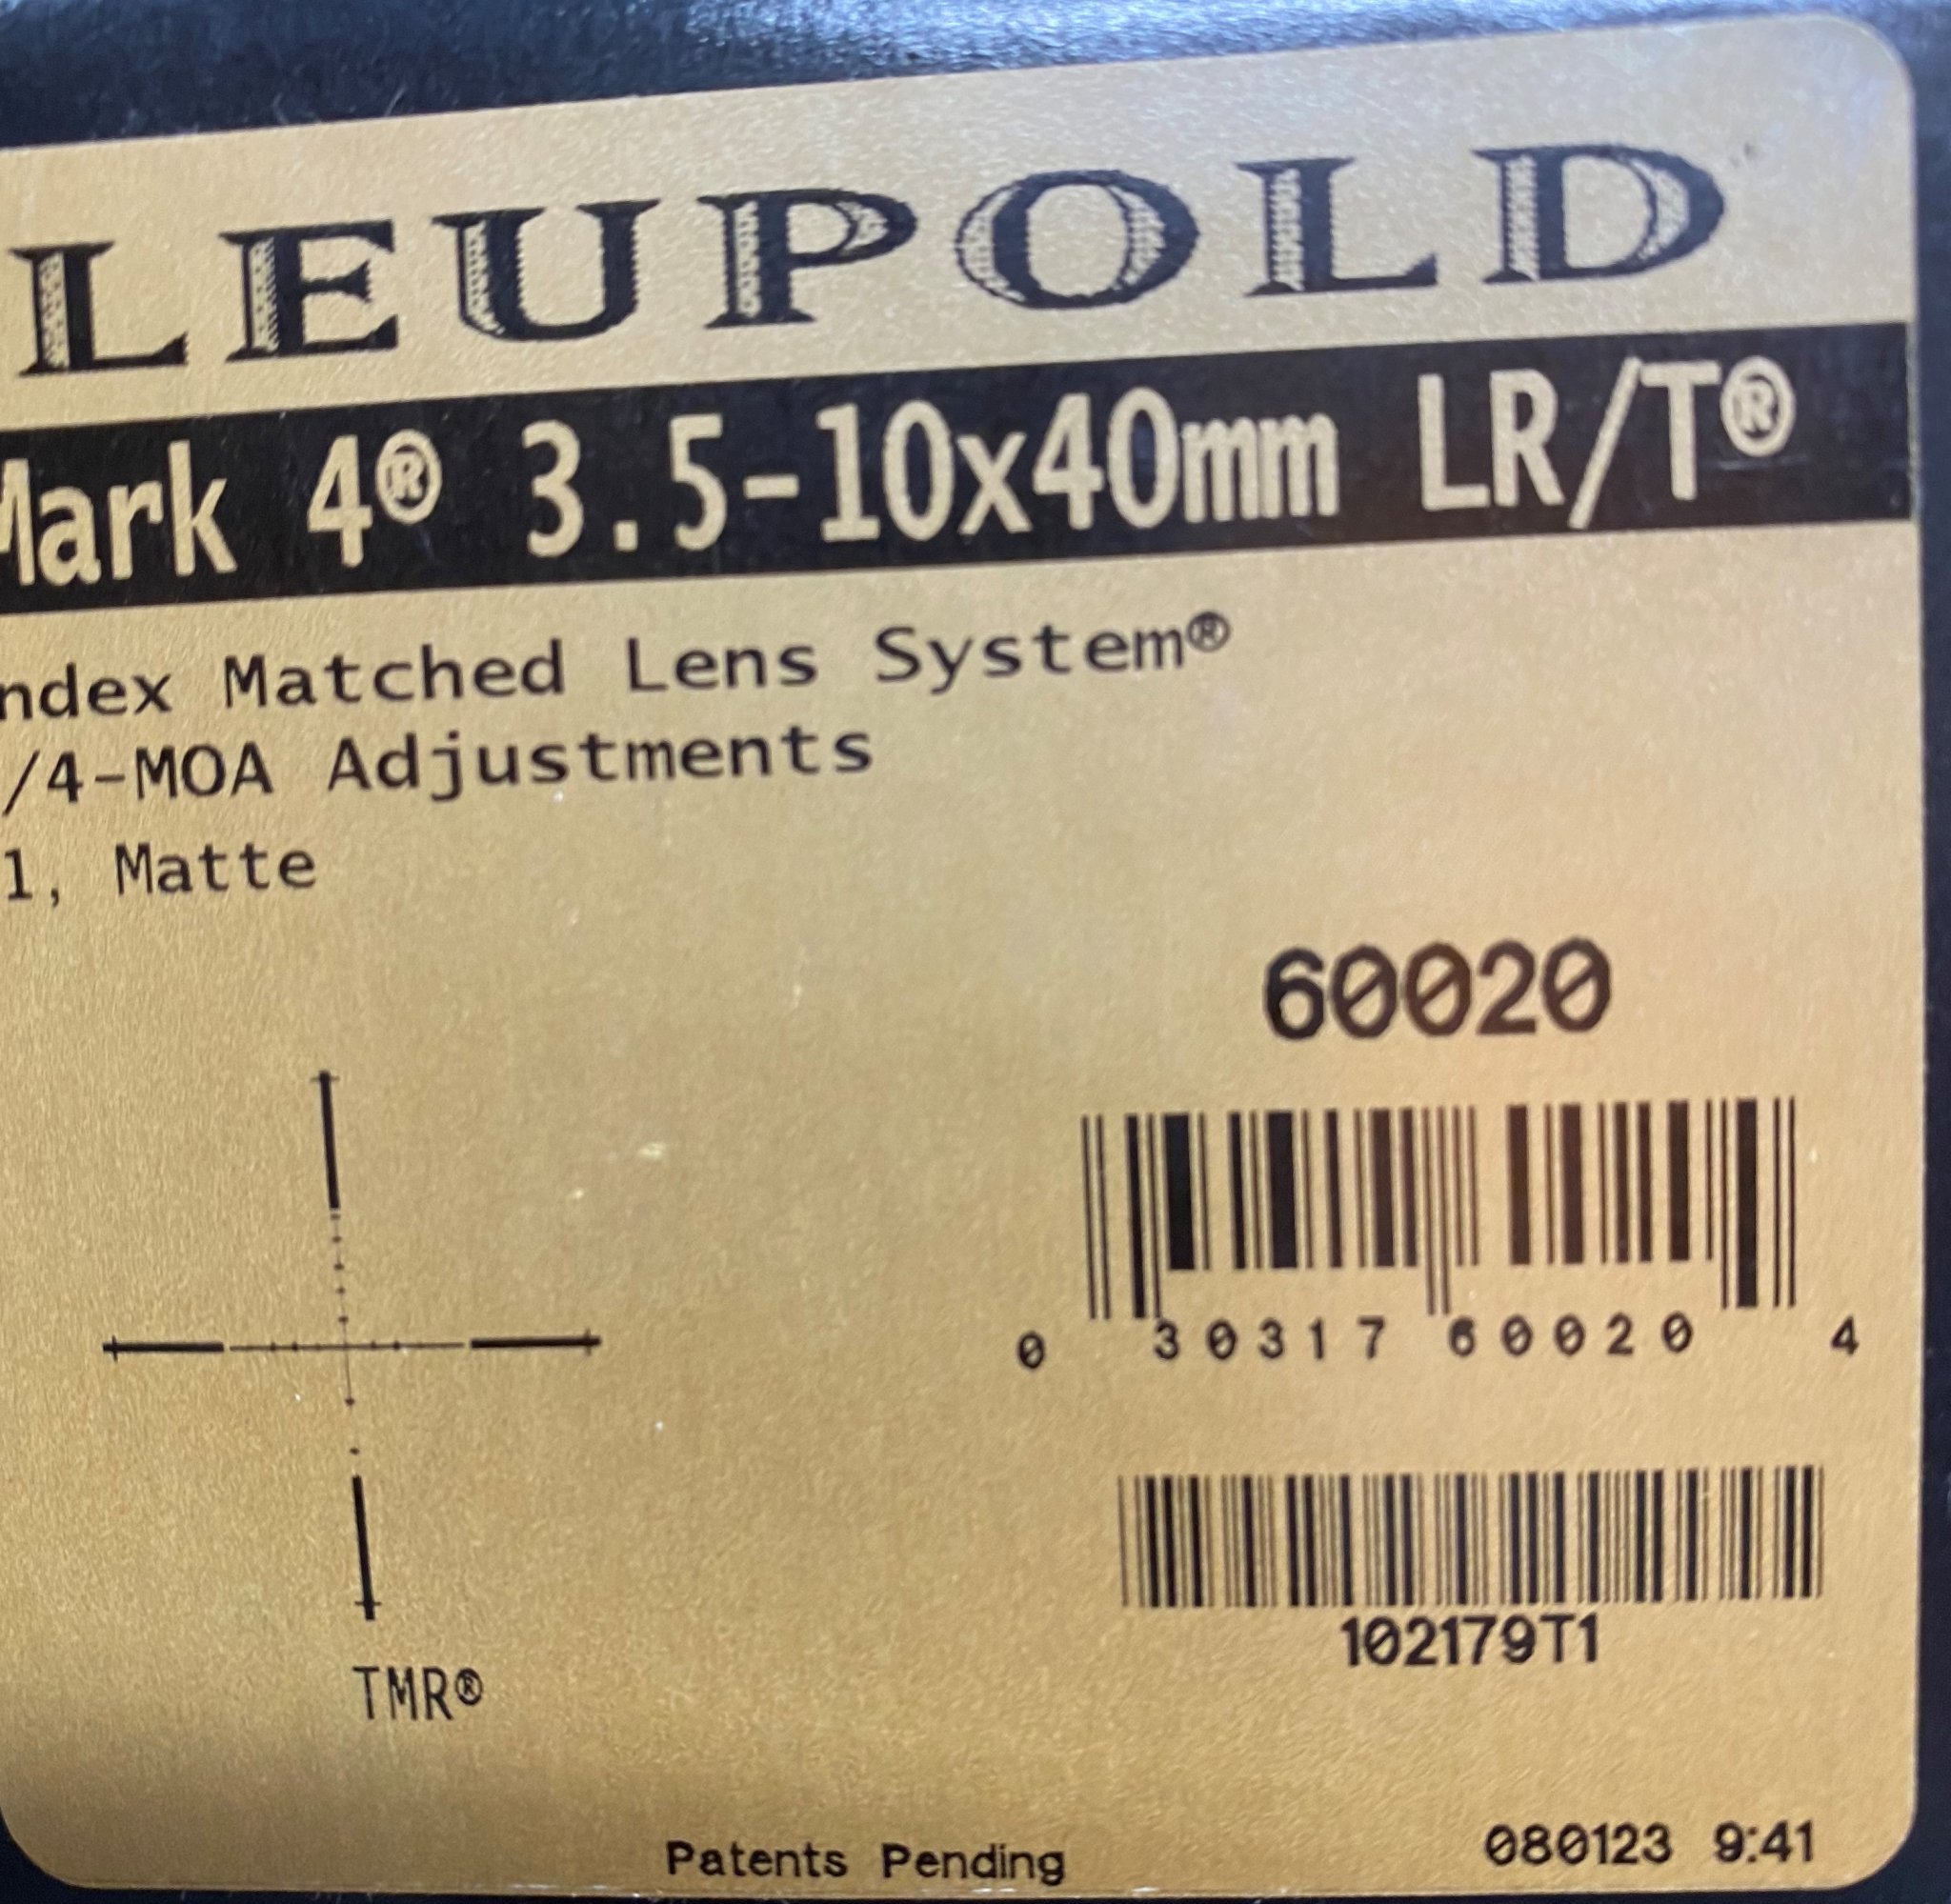 LEUPOLD
Mark 4® 3.5-10x40mm LR/T®
ndex Matched Lens System®
/4-MOA Adjustments
1, Matte
60020
0 30317 60020 4
102179T1
TMR®
Patents Pending
080123 9:41